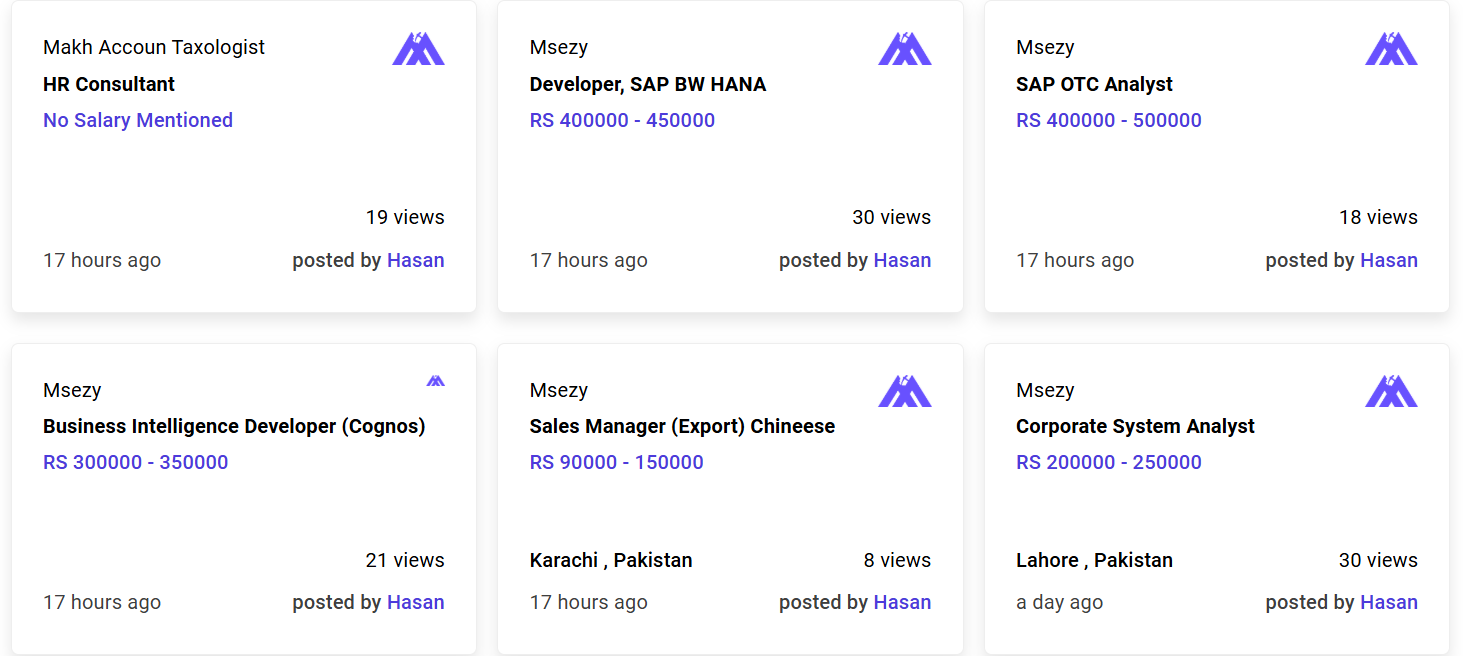 Makh Accoun Taxologist
HR Consultant
No Salary Mentioned
19 views
17 hours ago posted by Hasan
Msezy
Developer, SAP BW HANA
RS 400000 - 450000
30 views
17 hours ago posted by Hasan
Msezy
SAP OTC Analyst
RS 400000 - 500000
18 views
17 hours ago posted by Hasan
Msezy
Business Intelligence Developer (Cognos)
RS 300000 - 350000
21 views
17 hours ago posted by Hasan
Msezy
Sales Manager (Export) Chineese
RS 90000 - 150000
Karachi , Pakistan 8 views
17 hours ago posted by Hasan
Msezy
Corporate System Analyst
RS 200000 - 250000
Lahore , Pakistan 30 views
a day ago posted by Hasan